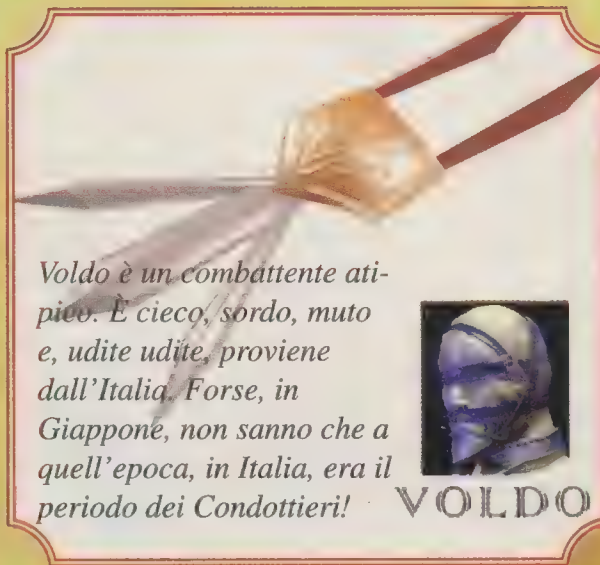 Voldo è un combattente ati-
pico. È cieco, sordo, muto
e, udite udite, proviene
dall'Italia. Forse, in
Giappone, non sanno che a
quell'epoca, in Italia, era il
periodo dei Condottieri!
VOLDO